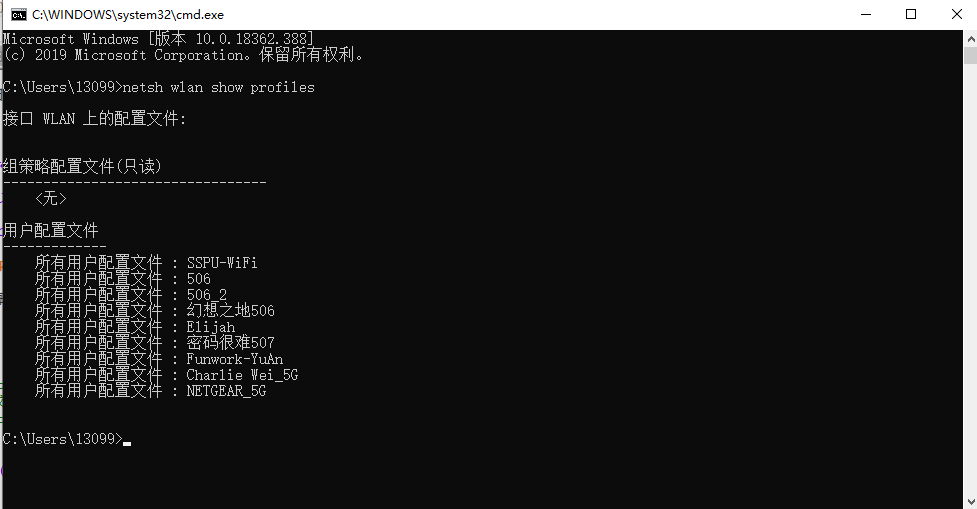 C:\WINDOWS\system32\cmd.exe
Microsoft Windows [版本 10.0.18362.388]
(c) 2019 Microsoft Corporation。保留所有权利。
C:\Users\13099>netsh wlan show profiles
接口 WLAN 上的配置文件:
组策略配置文件(只读)
---------------------------------
<无>
用户配置文件
-------------
所有用户配置文件 : SSPU-WiFi
所有用户配置文件 : 506
所有用户配置文件 : 506_2
所有用户配置文件 : 幻想之地506
所有用户配置文件 : Elijah
所有用户配置文件 : 密码很难507
所有用户配置文件 : Funwork-YuAn
所有用户配置文件 : Charlie Wei_5G
所有用户配置文件 : NETGEAR_5G
C:\Users\13099>